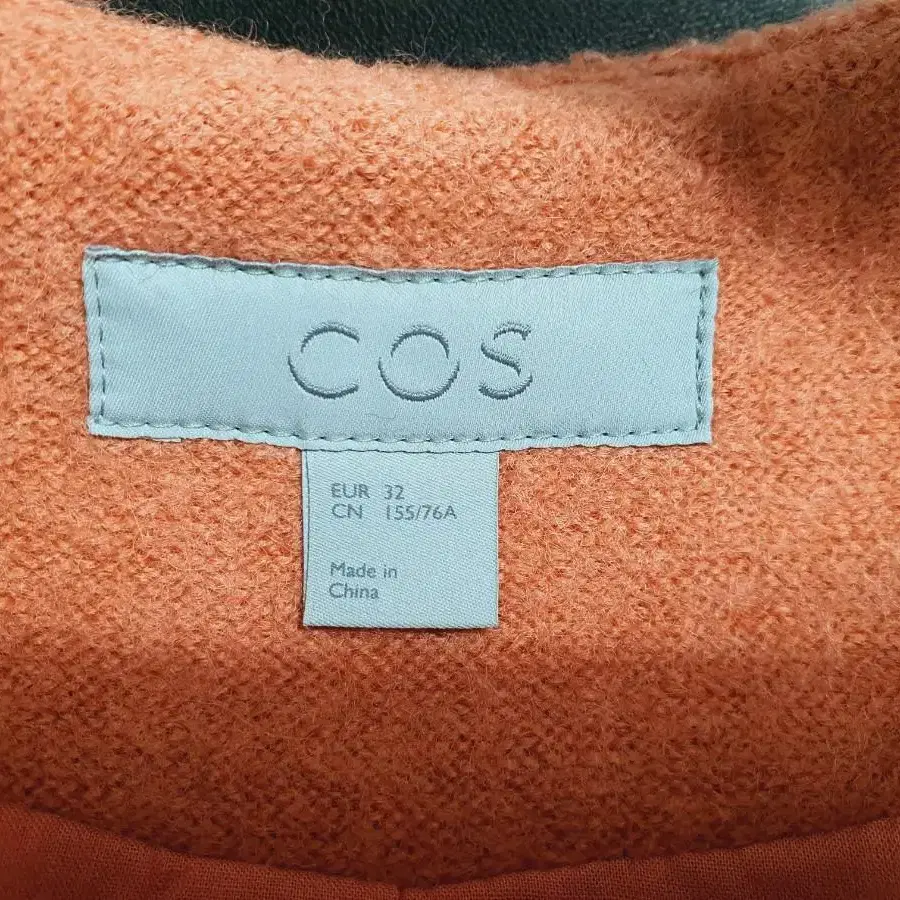 COS
EUR 32
CN 155/76A
Made in
China